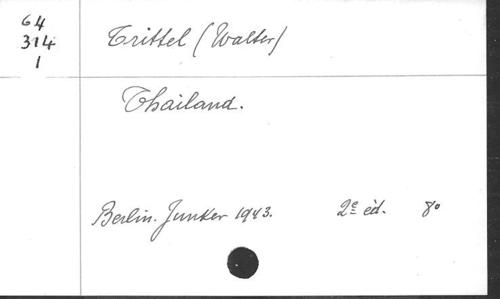 64
314
1
Trittel (Walter)
Thailand.
Berlin. Junker 1943. 2e éd. 8°